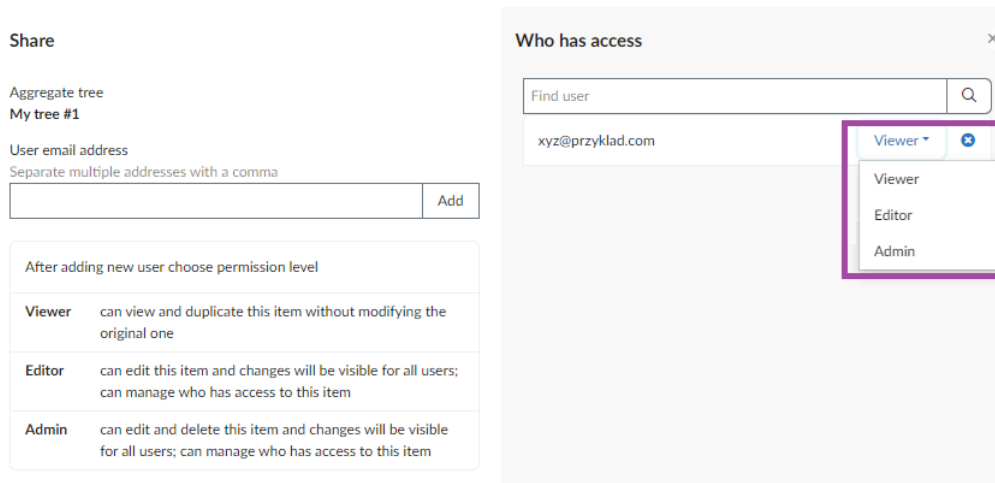 Share
Aggregate tree
My tree #1
User email address
Separate multiple addresses with a comma
Add
After adding new user choose permission level
Viewer can view and duplicate this item without modifying the
original one
Editor can edit this item and changes will be visible for all users;
can manage who has access to this item
Admin can edit and delete this item and changes will be visible
for all users; can manage who has access to this item
Who has access
Find user
xyz@przyklad.com Viewer
Viewer
Editor
Admin